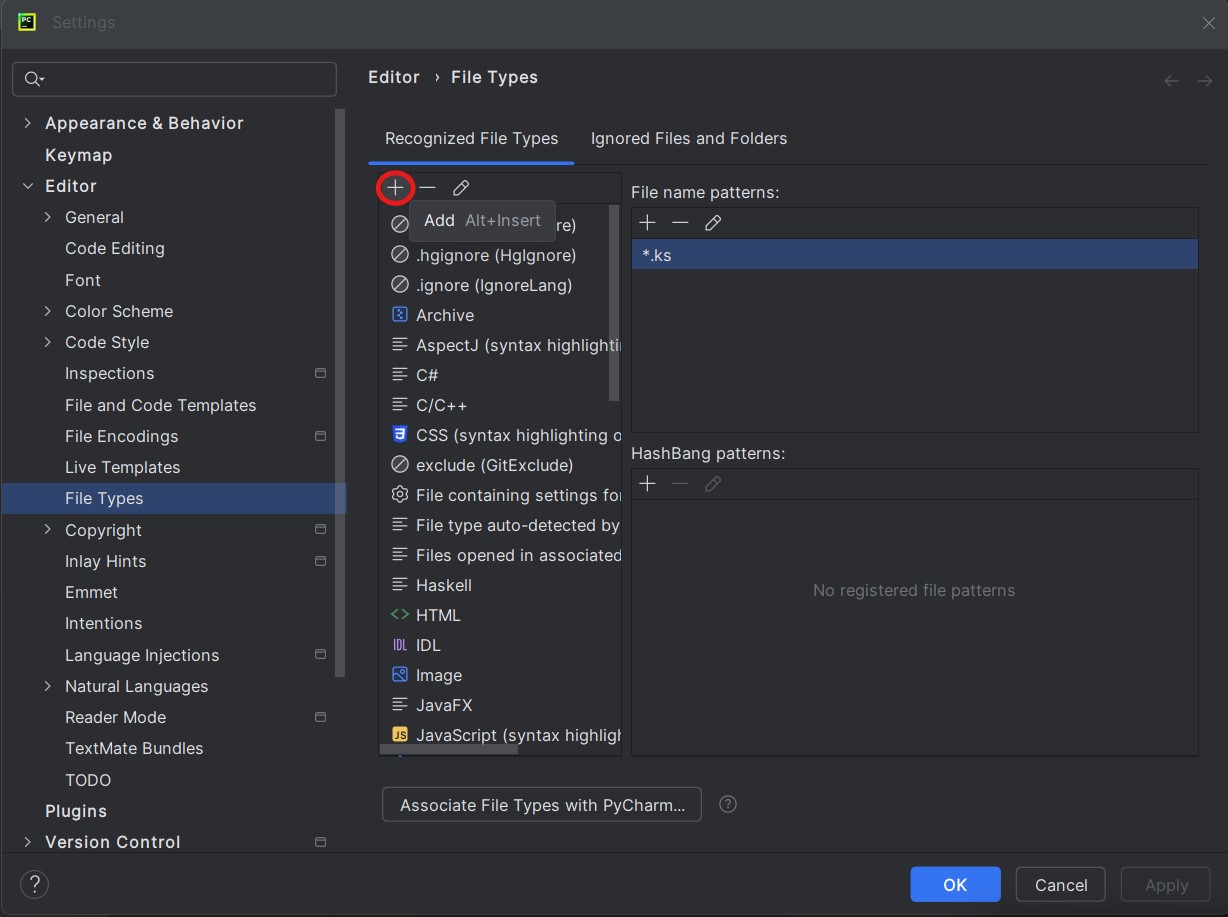 PC
Settings
Appearance & Behavior
Keymap
Editor
General
Code Editing
Font
Color Scheme
Code Style
Inspections
File and Code Templates
File Encodings
Live Templates
File Types
Copyright
Inlay Hints
Emmet
Intentions
Language Injections
Natural Languages
Reader Mode
TextMate Bundles
TODO
Plugins
Version Control
?
Editor › File Types
Recognized File Types Ignored Files and Folders
Add Alt+Insert
re)
.hgignore (HgIgnore)
.ignore (IgnoreLang)
Archive
AspectJ (syntax highlighti
C#
C/C++
CSS (syntax highlighting o
exclude (GitExclude)
File containing settings for
File type auto-detected by
Files opened in associated
Haskell
<> HTML
IDL IDL
Image
JavaFX
JS JavaScript (syntax highligh
File name patterns:
*.ks
HashBang patterns:
No registered file patterns
Associate File Types with PyCharm... ?
OK Cancel Apply